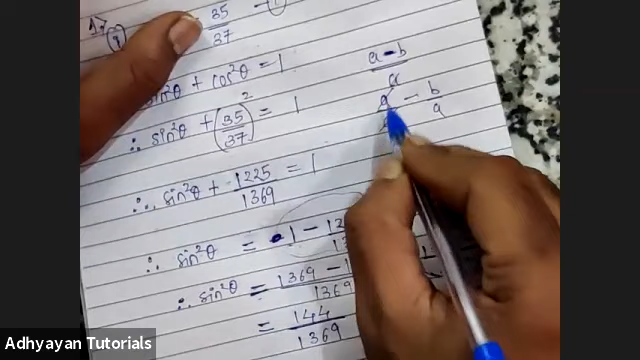 17
35
37
sin²θ + cos²θ = 1
∴ sin²θ + (35/37)² = 1
∴ sin²θ + 1225/1369 = 1
∴ sin²θ = 1 -
∴ sin²θ = 1369 -
1369
= 144/1369
a - b
a
a - b/a
Adhyayan Tutorials